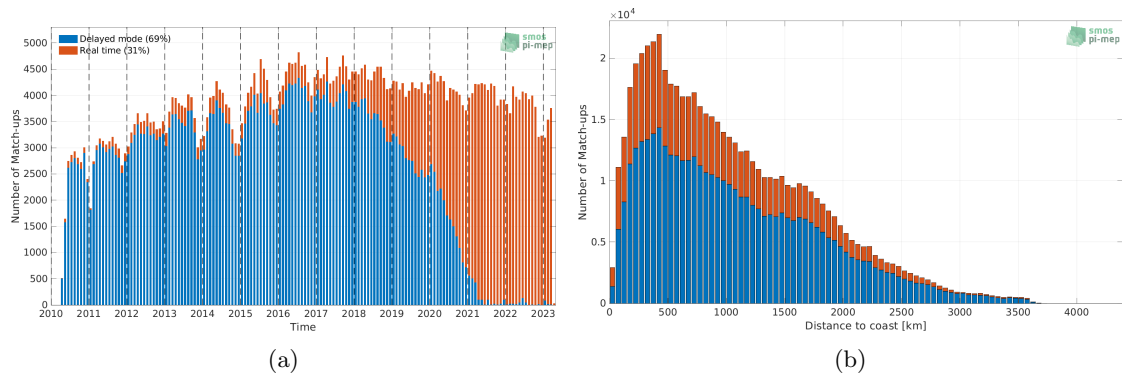 Delayed mode (69%)
Real time (31%)
smos
pi-mep
Number of Match-ups
5000
4500
4000
3500
3000
2500
2000
1500
1000
500
0
2010 2011 2012 2013 2014 2015 2016 2017 2018 2019 2020 2021 2022 2023
Time
(a)
×10⁴
smos
pi-mep
Number of Match-ups
2
1.5
1
0.5
0
0 500 1000 1500 2000 2500 3000 3500 4000
Distance to coast [km]
(b)